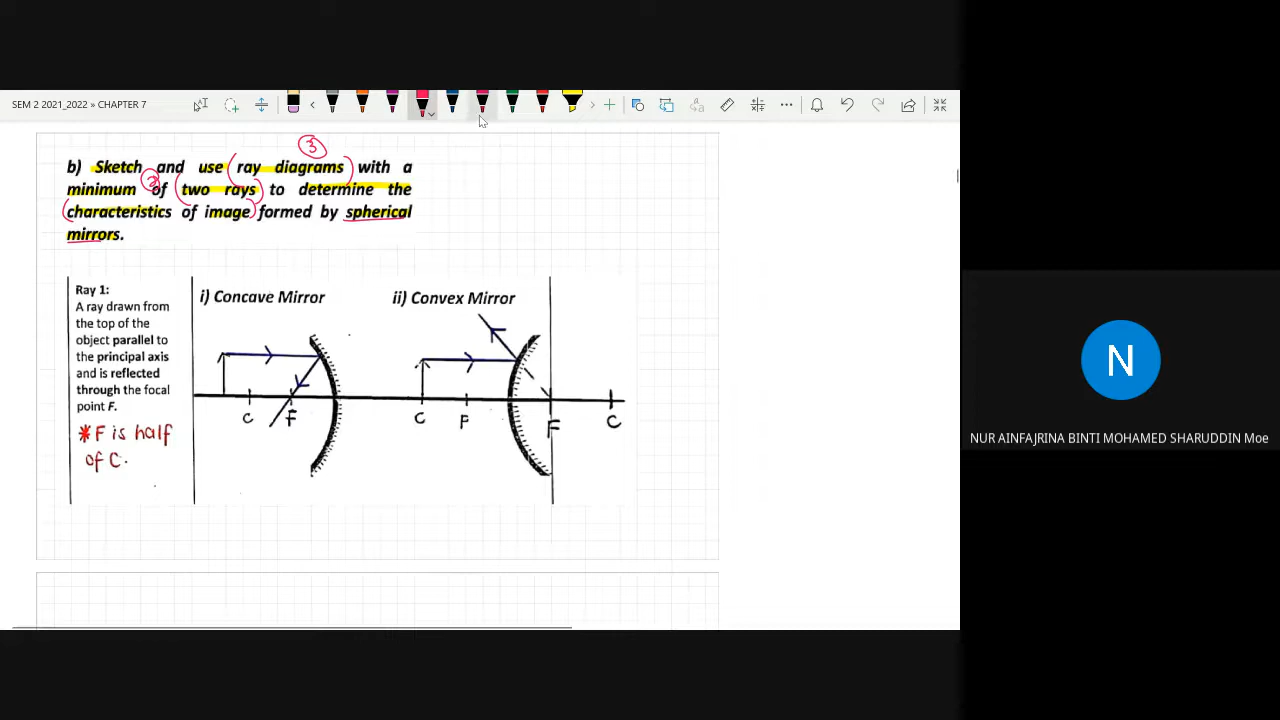 SEM 2 2021_2022 » CHAPTER 7
3
b) Sketch and use ray diagrams with a
2
minimum of two rays to determine the
characteristics of image formed by spherical
mirrors.
Ray 1:
A ray drawn from
the top of the
object parallel to
the principal axis
and is reflected
through the focal
point F.
*F is half
of C.
i) Concave Mirror
C F
ii) Convex Mirror
C F F C
N
NUR AINFAJRINA BINTI MOHAMED SHARUDDIN Moe